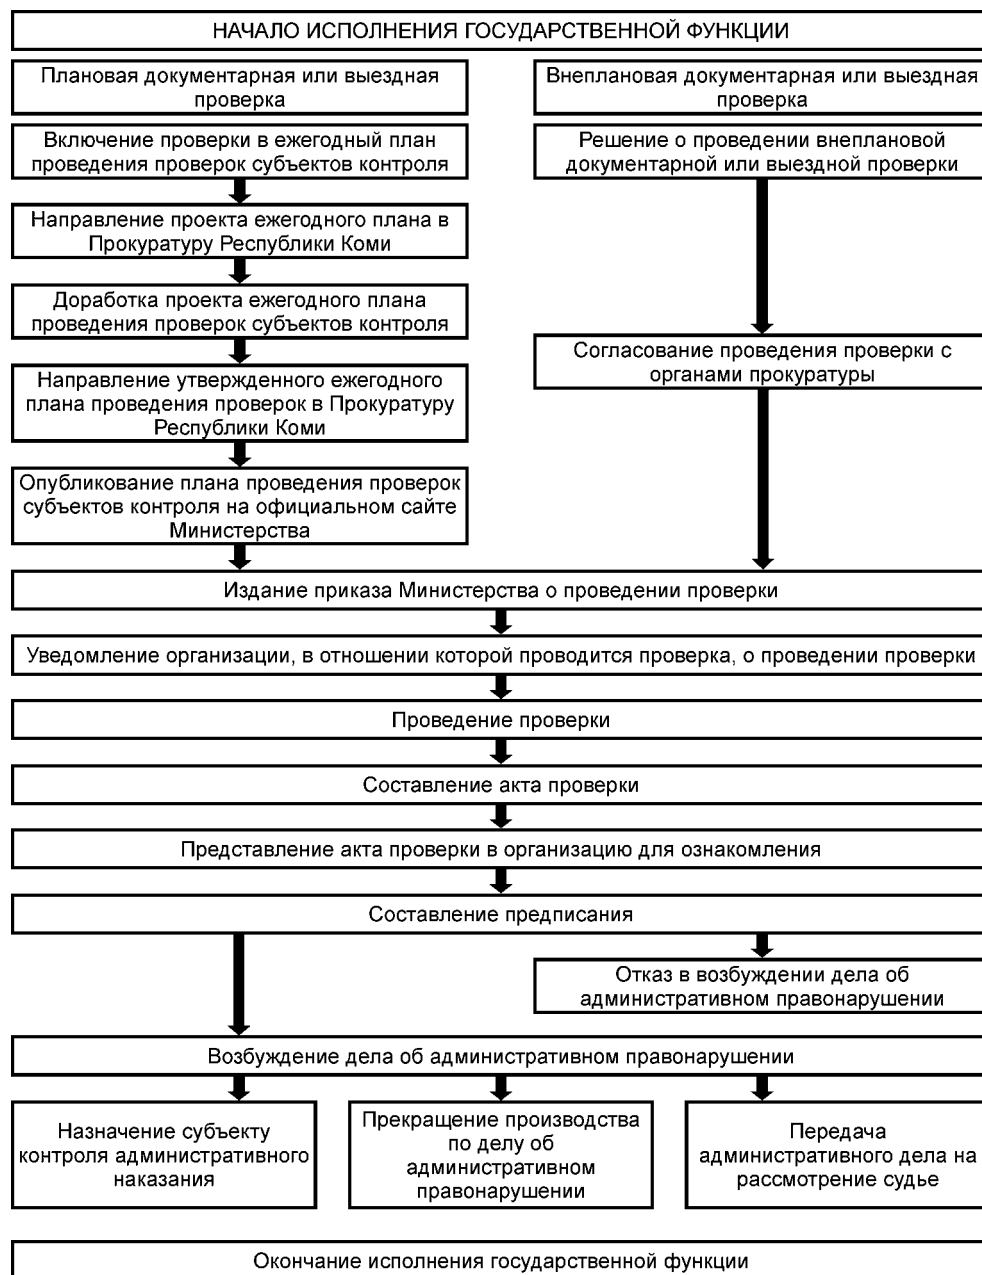 НАЧАЛО ИСПОЛНЕНИЯ ГОСУДАРСТВЕННОЙ ФУНКЦИИ
Плановая документарная или выездная
проверка
Внеплановая документарная или выездная
проверка
Включение проверки в ежегодный план
проведения проверок субъектов контроля
Решение о проведении внеплановой
документарной или выездной проверки
Направление проекта ежегодного плана в
Прокуратуру Республики Коми
Доработка проекта ежегодного плана
проведения проверок субъектов контроля
Согласование проведения проверки с
органами прокуратуры
Направление утвержденного ежегодного
плана проведения проверок в Прокуратуру
Республики Коми
Опубликование плана проведения проверок
субъектов контроля на официальном сайте
Министерства
Издание приказа Министерства о проведении проверки
Уведомление организации, в отношении которой проводится проверка, о проведении проверки
Проведение проверки
Составление акта проверки
Представление акта проверки в организацию для ознакомления
Составление предписания
Отказ в возбуждении дела об
административном правонарушении
Возбуждение дела об административном правонарушении
Назначение субъекту
контроля административного
наказания
Прекращение производства
по делу об
административном
правонарушении
Передача
административного дела на
рассмотрение судье
Окончание исполнения государственной функции